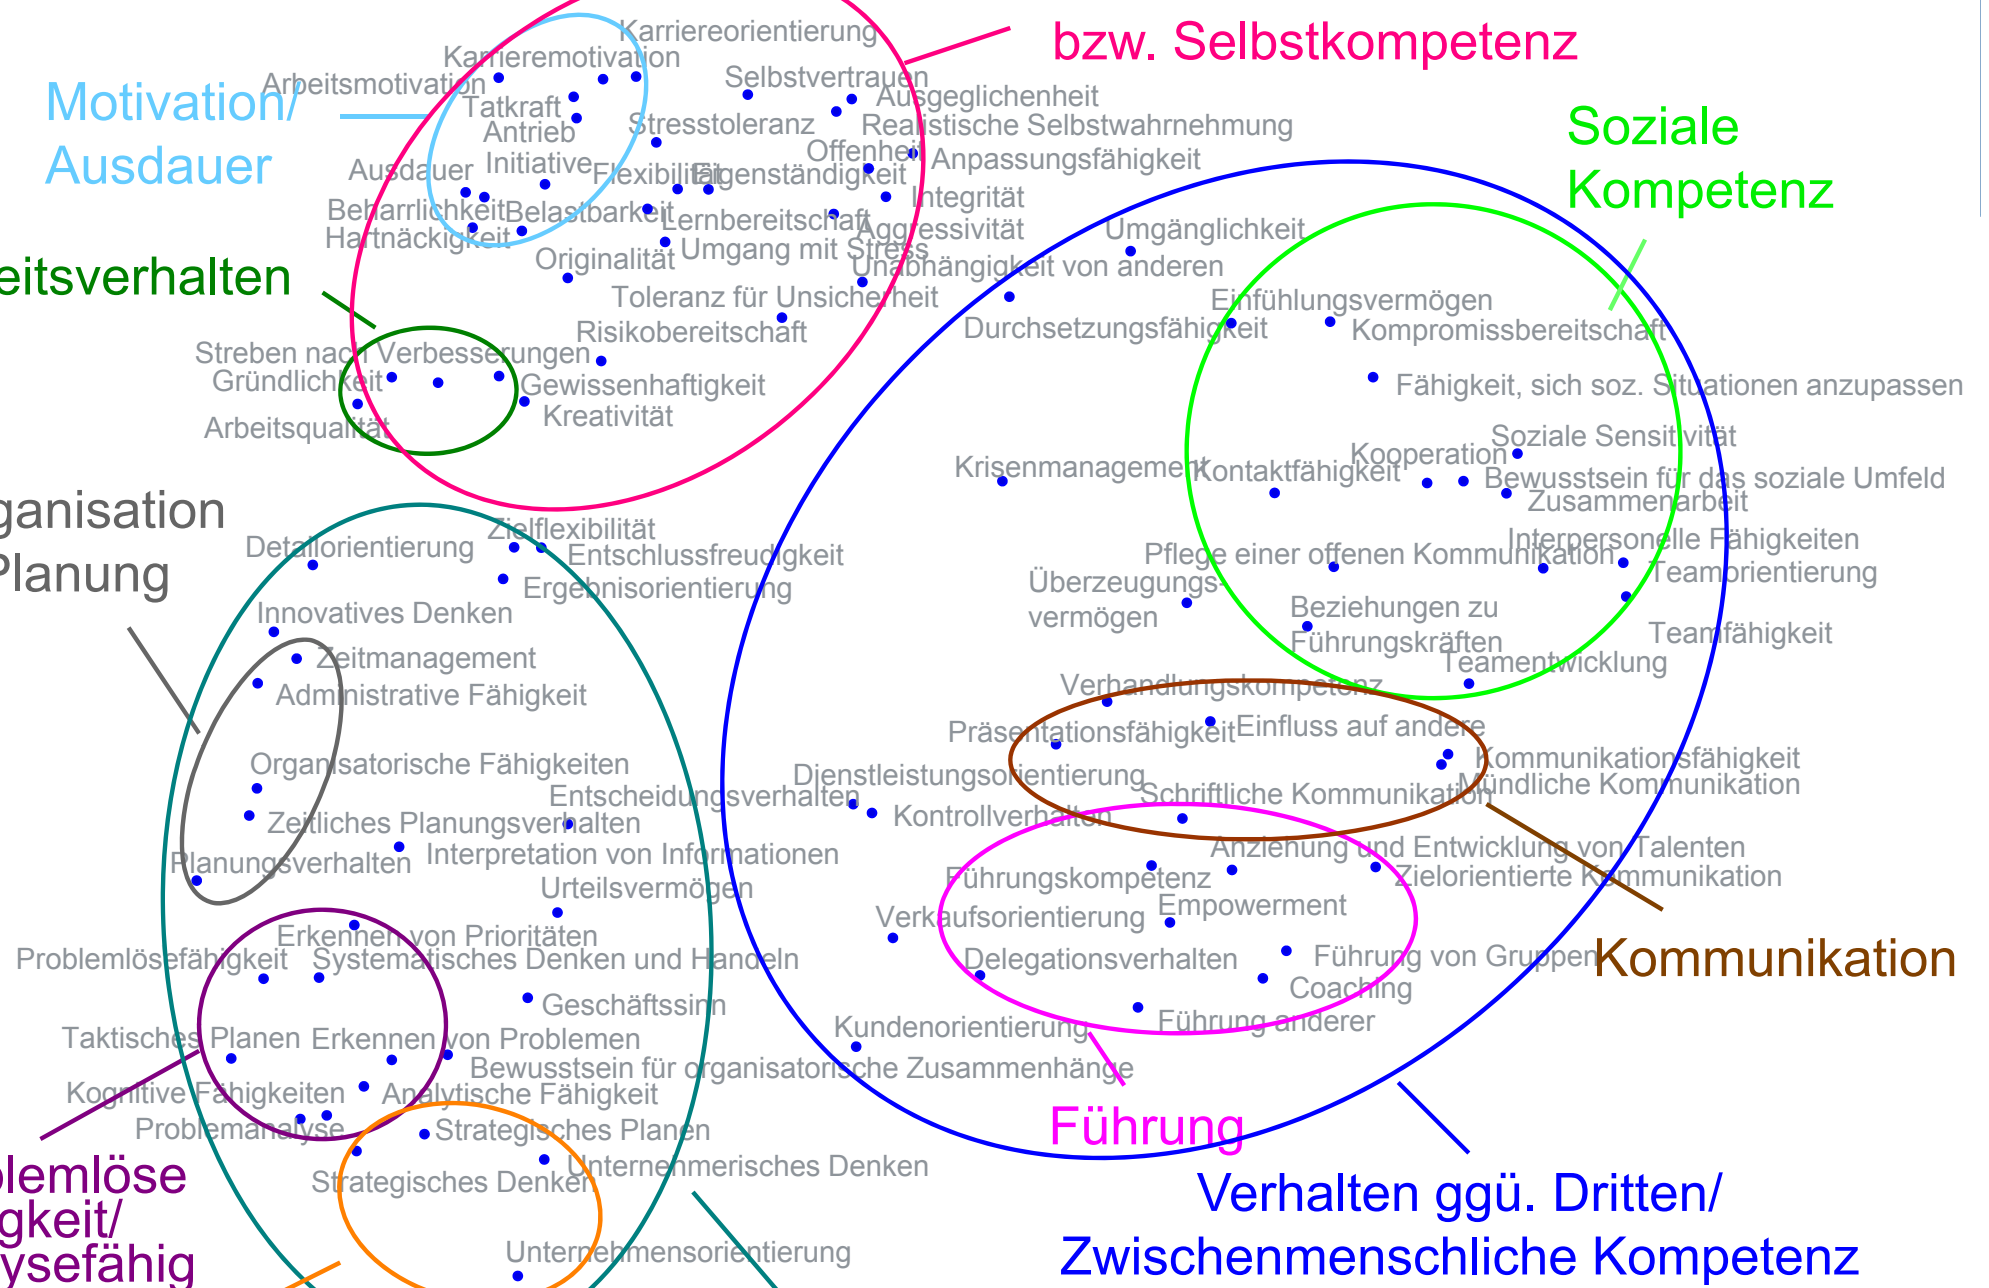 Karriereorientierung
bzw. Selbstkompetenz
Karrieremotivation
Arbeitsmotivation
Selbstvertrauen
Motivation/
Ausdauer
Tatkraft
Ausgeglichenheit
Antrieb
Stresstoleranz
Realistische Selbstwahrnehmung
Soziale
Kompetenz
Offenheit
Anpassungsfähigkeit
Ausdauer
Initiative
Flexibilität
Eigenständigkeit
Integrität
Beharrlichkeit
Belastbarkeit
Lernbereitschaft
Aggressivität
Umgänglichkeit
Hartnäckigkeit
Umgang mit Stress
Originalität
Unabhängigkeit von anderen
eitsverhalten
Toleranz für Unsicherheit
Einfühlungsvermögen
Risikobereitschaft
Durchsetzungsfähigkeit
Kompromissbereitschaft
Streben nach Verbesserungen
Gründlichkeit
Gewissenhaftigkeit
Fähigkeit, sich soz. Situationen anzupassen
Kreativität
Arbeitsqualität
Soziale Sensitivität
Kooperation
Krisenmanagement
Kontaktfähigkeit
Bewusstsein für das soziale Umfeld
Zusammenarbeit
ganisation
Planung
Zielflexibilität
Detailorientierung
Entschlussfreudigkeit
Interpersonelle Fähigkeiten
Pflege einer offenen Kommunikation
Teamorientierung
Ergebnisorientierung
Überzeugungs-
vermögen
Innovatives Denken
Beziehungen zu
Führungskräften
Teamfähigkeit
Zeitmanagement
Teamentwicklung
Administrative Fähigkeit
Verhandlungskompetenz
Präsentationsfähigkeit
Einfluss auf andere
Organisatorische Fähigkeiten
Kommunikationsfähigkeit
Dienstleistungsorientierung
Mündliche Kommunikation
Entscheidungsverhalten
Schriftliche Kommunikation
Zeitliches Planungsverhalten
Kontrollverhalten
Planungsverhalten
Interpretation von Informationen
Anziehung und Entwicklung von Talenten
Führungskompetenz
Zielorientierte Kommunikation
Urteilsvermögen
Verkaufsorientierung
Empowerment
Erkennen von Prioritäten
Problemlösefähigkeit
Systematisches Denken und Handeln
Delegationsverhalten
Führung von Gruppen
Kommunikation
Coaching
Geschäftssinn
Führung anderer
Kundenorientierung
Taktisches Planen
Erkennen von Problemen
Bewusstsein für organisatorische Zusammenhänge
Kognitive Fähigkeiten
Analytische Fähigkeit
Problemanalyse
Strategisches Planen
Führung
Unternehmerisches Denken
Strategisches Denken
blemlöse
gkeit/
ysefähig
Verhalten ggü. Dritten/
Zwischenmenschliche Kompetenz
Unternehmensorientierung